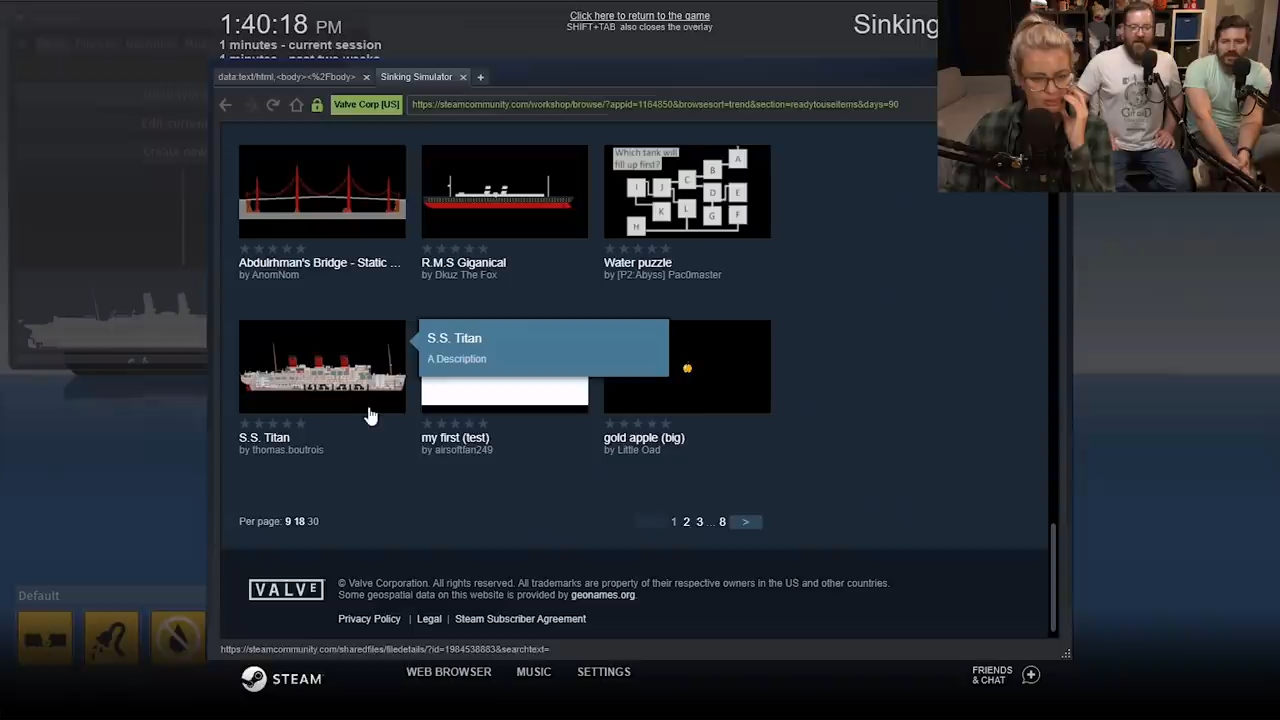 1:40:18 PM
1 minutes - current session
Click here to return to the game
SHIFT+TAB also closes the overlay
Sinking
data:text/html,<body><%2Fbody>
Sinking Simulator
Valve Corp [US]
https://steamcommunity.com/workshop/browse/?appid=1164850&browsesort=trend&section=readytouseitems&days=90
Which tank will
fill up first?
A
B
C
I J D E
K L G F
H
Abdulrhman's Bridge - Static ...
by AnomNom
R.M.S Giganical
by Dkuz The Fox
Water puzzle
by [P2:Abyss] Pac0master
S.S. Titan
A Description
S.S. Titan
by thomas.boutrois
my first (test)
by airsoftfan249
gold apple (big)
by Little Oad
Per page: 9 18 30
1 2 3 ... 8 >
VALVE
© Valve Corporation. All rights reserved. All trademarks are property of their respective owners in the US and other countries.
Some geospatial data on this website is provided by geonames.org.
Privacy Policy | Legal | Steam Subscriber Agreement
https://steamcommunity.com/sharedfiles/filedetails/?id=1984538883&searchtext=
Default
STEAM
WEB BROWSER
MUSIC
SETTINGS
FRIENDS
& CHAT